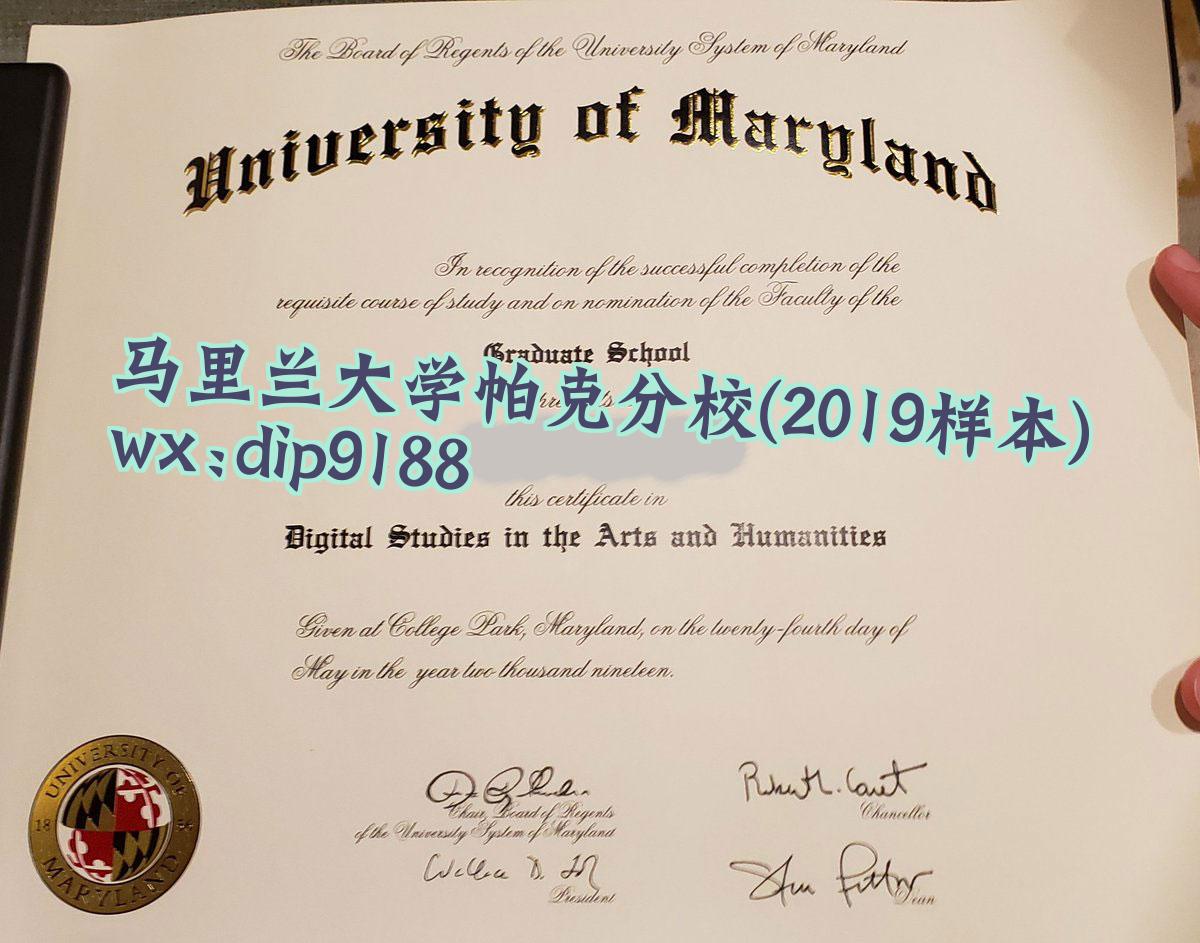 The Board of Regents of the University System of Maryland
University of Maryland
In recognition of the successful completion of the
requisite course of study and on nomination of the Faculty of the
Graduate School
马里兰大学帕克分校(2019样本)
wx:dip9188
this certificate in
Digital Studies in the Arts and Humanities
Given at College Park, Maryland, on the twenty-fourth day of
May in the year two thousand nineteen.
Chair, Board of Regents
of the University System of Maryland
Robert L. Caret
Chancellor
President
Dean
UNIVERSITY OF
18 56
MARYLAND